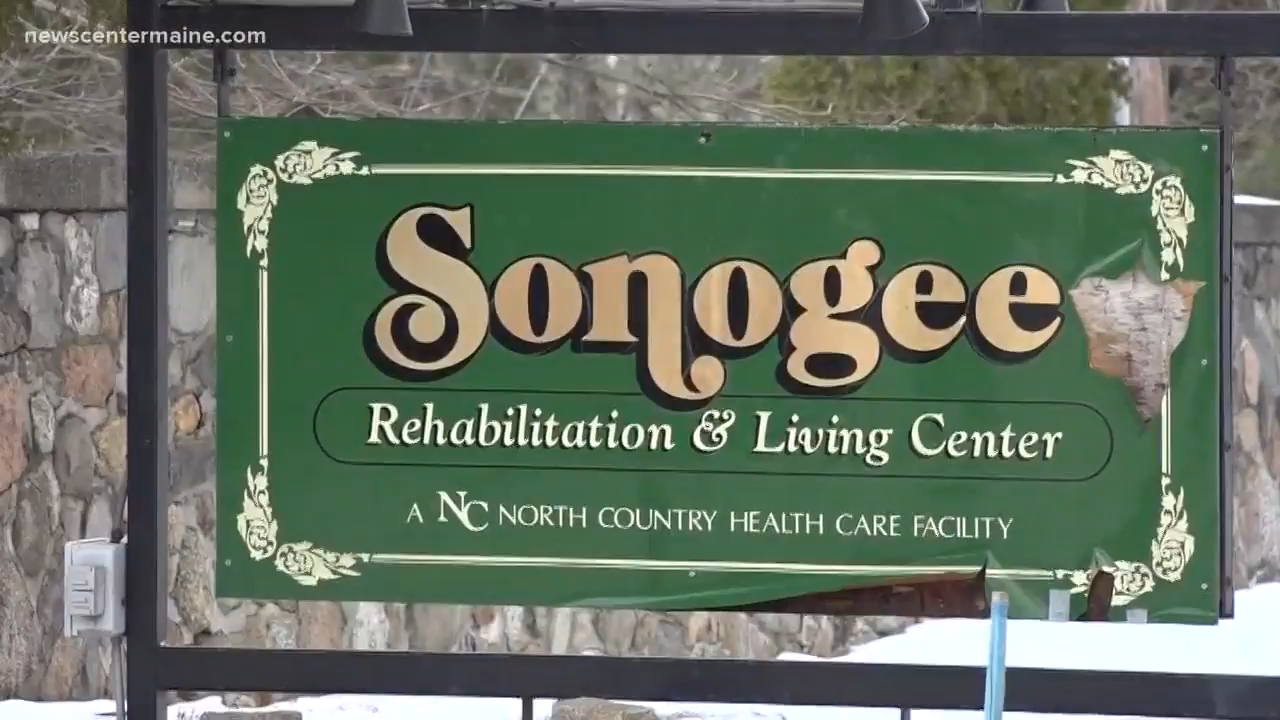 newscentermaine.com
Sonogee
Rehabilitation & Living Center
A NC NORTH COUNTRY HEALTH CARE FACILITY